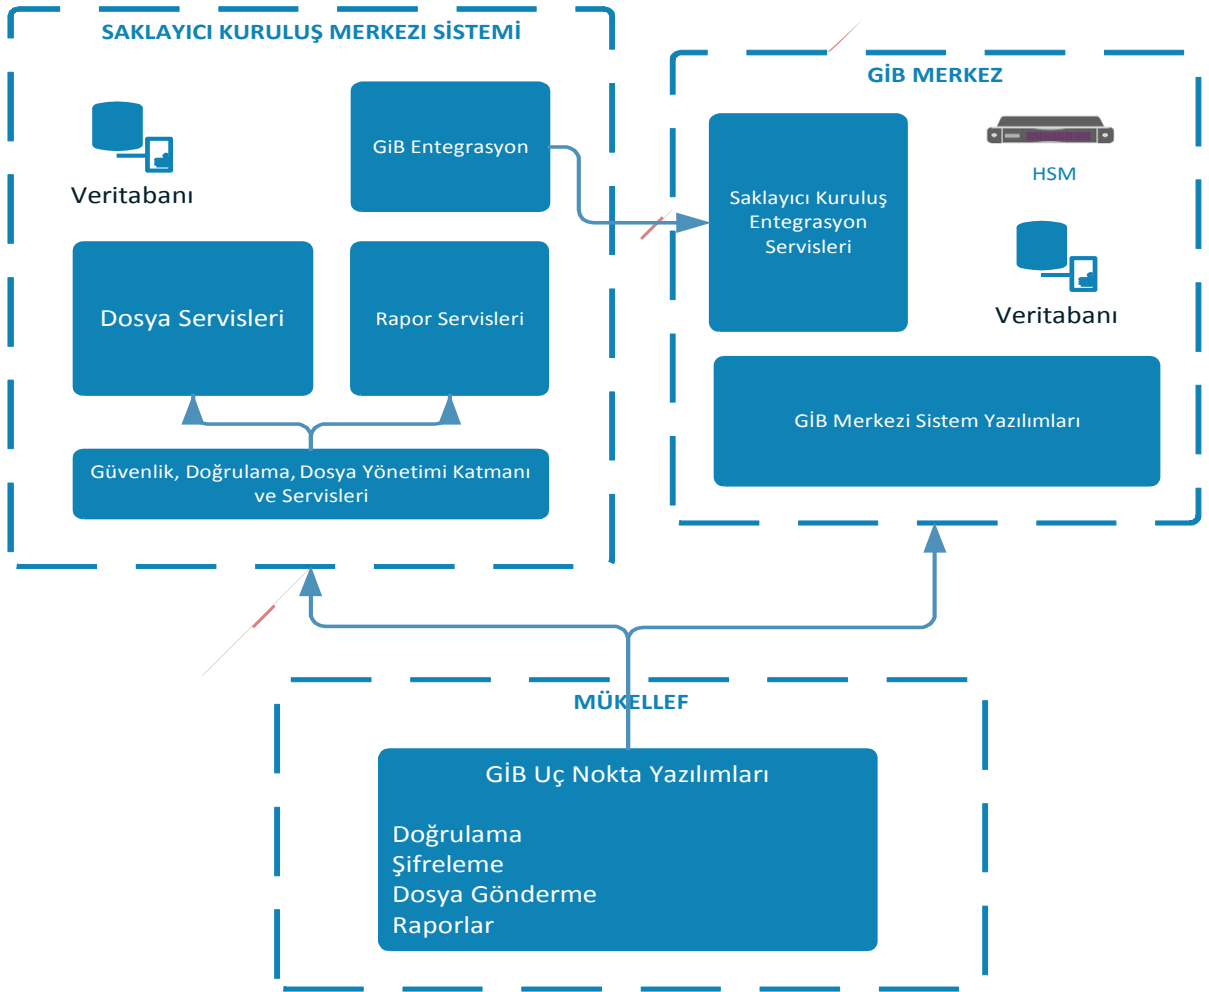 SAKLAYICI KURULUŞ MERKEZI SİSTEMİ
GiB Entegrasyon
Veritabanı
Dosya Servisleri
Rapor Servisleri
Güvenlik, Doğrulama, Dosya Yönetimi Katmanı
ve Servisleri
GİB MERKEZ
Saklayıcı Kuruluş
Entegrasyon
Servisleri
HSM
Veritabanı
GİB Merkezi Sistem Yazılımları
MÜKELLEF
GİB Uç Nokta Yazılımları
Doğrulama
Şifreleme
Dosya Gönderme
Raporlar